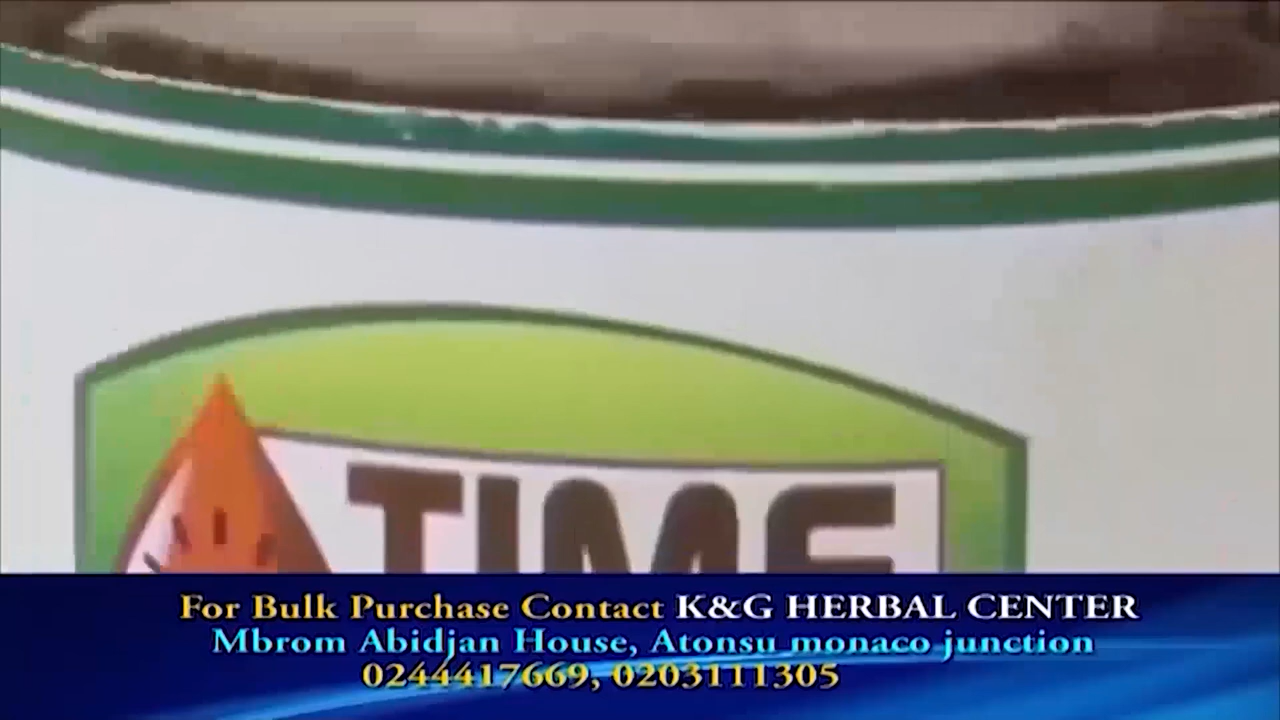 TIME
For Bulk Purchase Contact K&G HERBAL CENTER
Mbrom Abidjan House, Atonsu monaco junction
0244417669, 0203111305